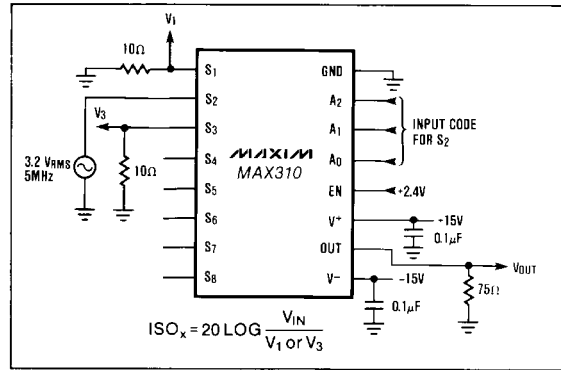 V₁
10Ω
S₁
GND
S₂
A₂
V₃
S₃
A₁
INPUT CODE
FOR S₂
MAXIM
MAX310
S₄
A₀
3.2 VRMS
5MHz
10Ω
S₅
EN
+2.4V
S₆
V⁺
+15V
0.1µF
S₇
OUT
VOUT
S₈
V⁻
-15V
0.1µF
75Ω
ISOₓ = 20 LOG VIN
V₁ or V₃